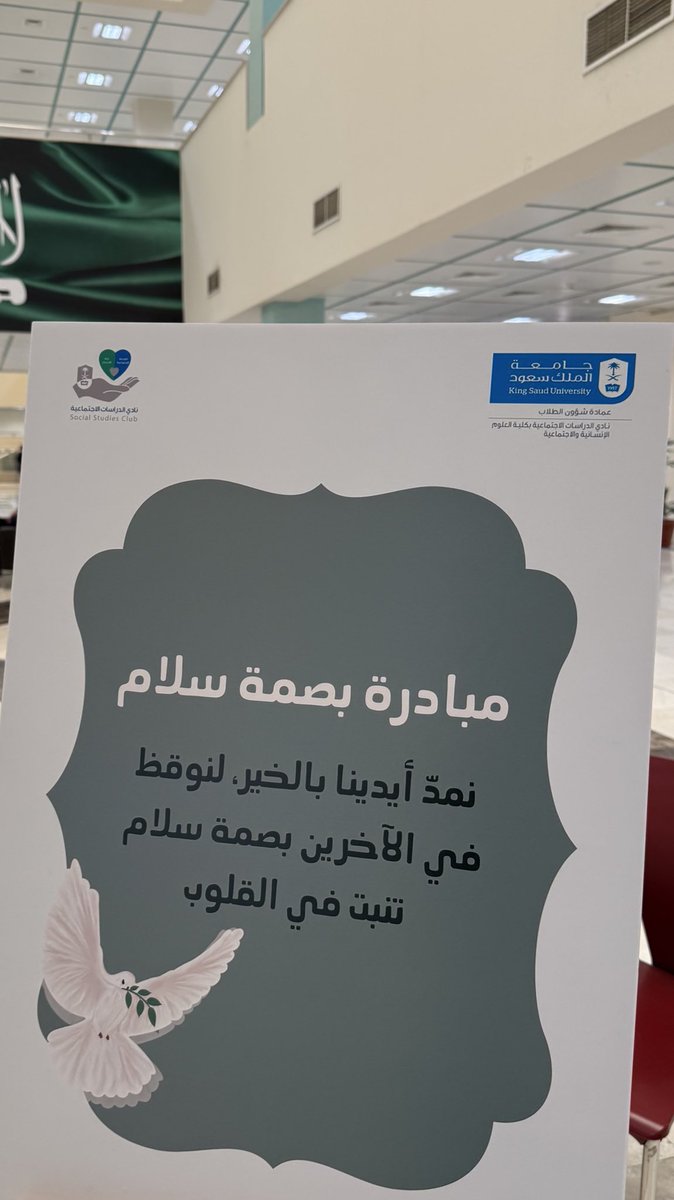 نادي الدراسات الاجتماعية
Social Studies Club
جامعة
الملك سعود
King Saud University
1957
عمادة شؤون الطلاب
نادي الدراسات الاجتماعية بكلية العلوم
الإنسانية والاجتماعية
مبادرة بصمة سلام
نمدّ أيدينا بالخير، لنوقظ
في الآخرين بصمة سلام
تنبت في القلوب